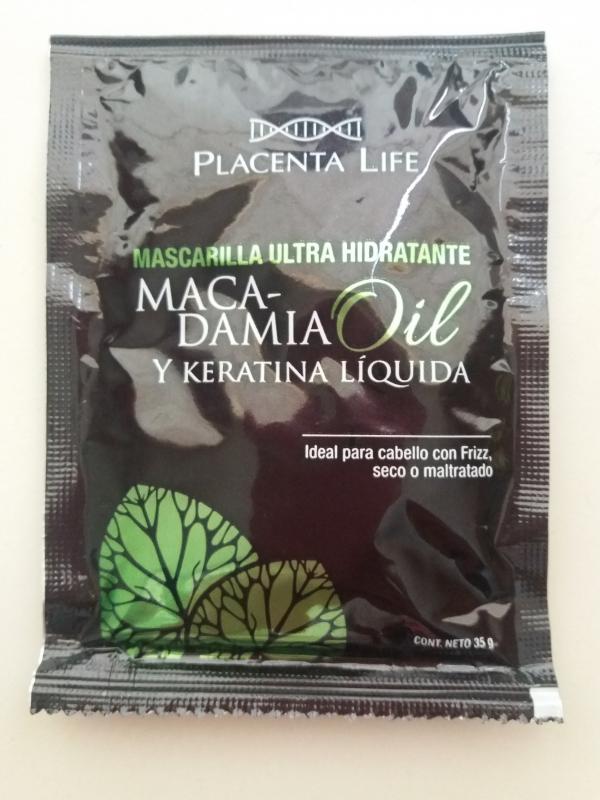 PLACENTA LIFE
MASCARILLA ULTRA HIDRATANTE
MACA-
DAMIA Oil
Y KERATINA LÍQUIDA
Ideal para cabello con Frizz,
seco o maltratado
CONT. NETO 35 g